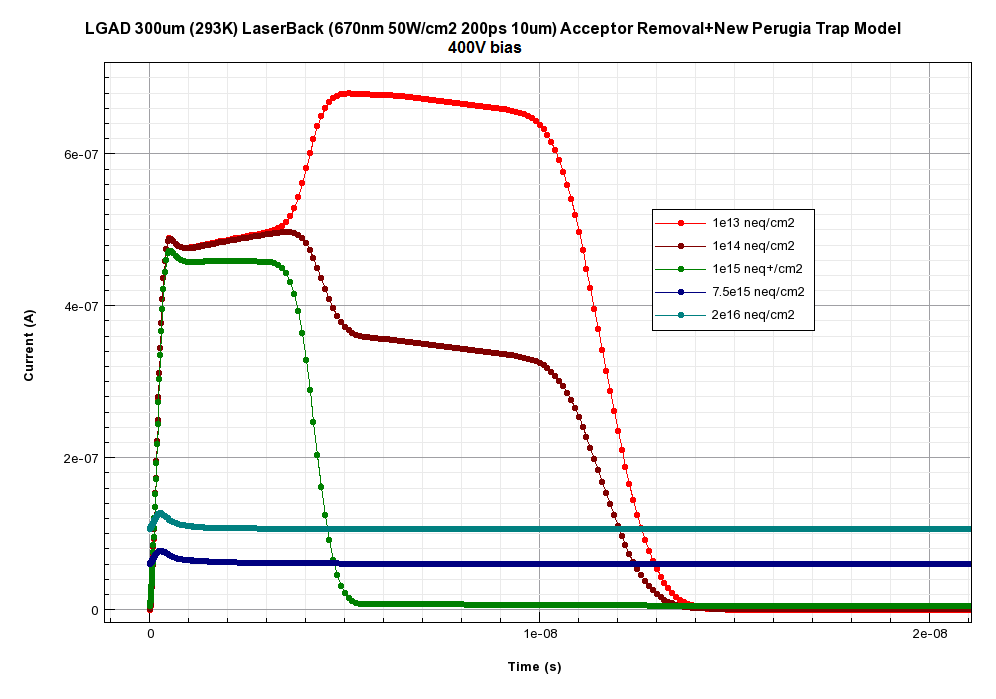 LGAD 300um (293K) LaserBack (670nm 50W/cm2 200ps 10um) Acceptor Removal+New Perugia Trap Model
400V bias
6e-07
4e-07
2e-07
0
Current (A)
1e13 neq/cm2
1e14 neq/cm2
1e15 neq+/cm2
7.5e15 neq/cm2
2e16 neq/cm2
0
1e-08
2e-08
Time (s)